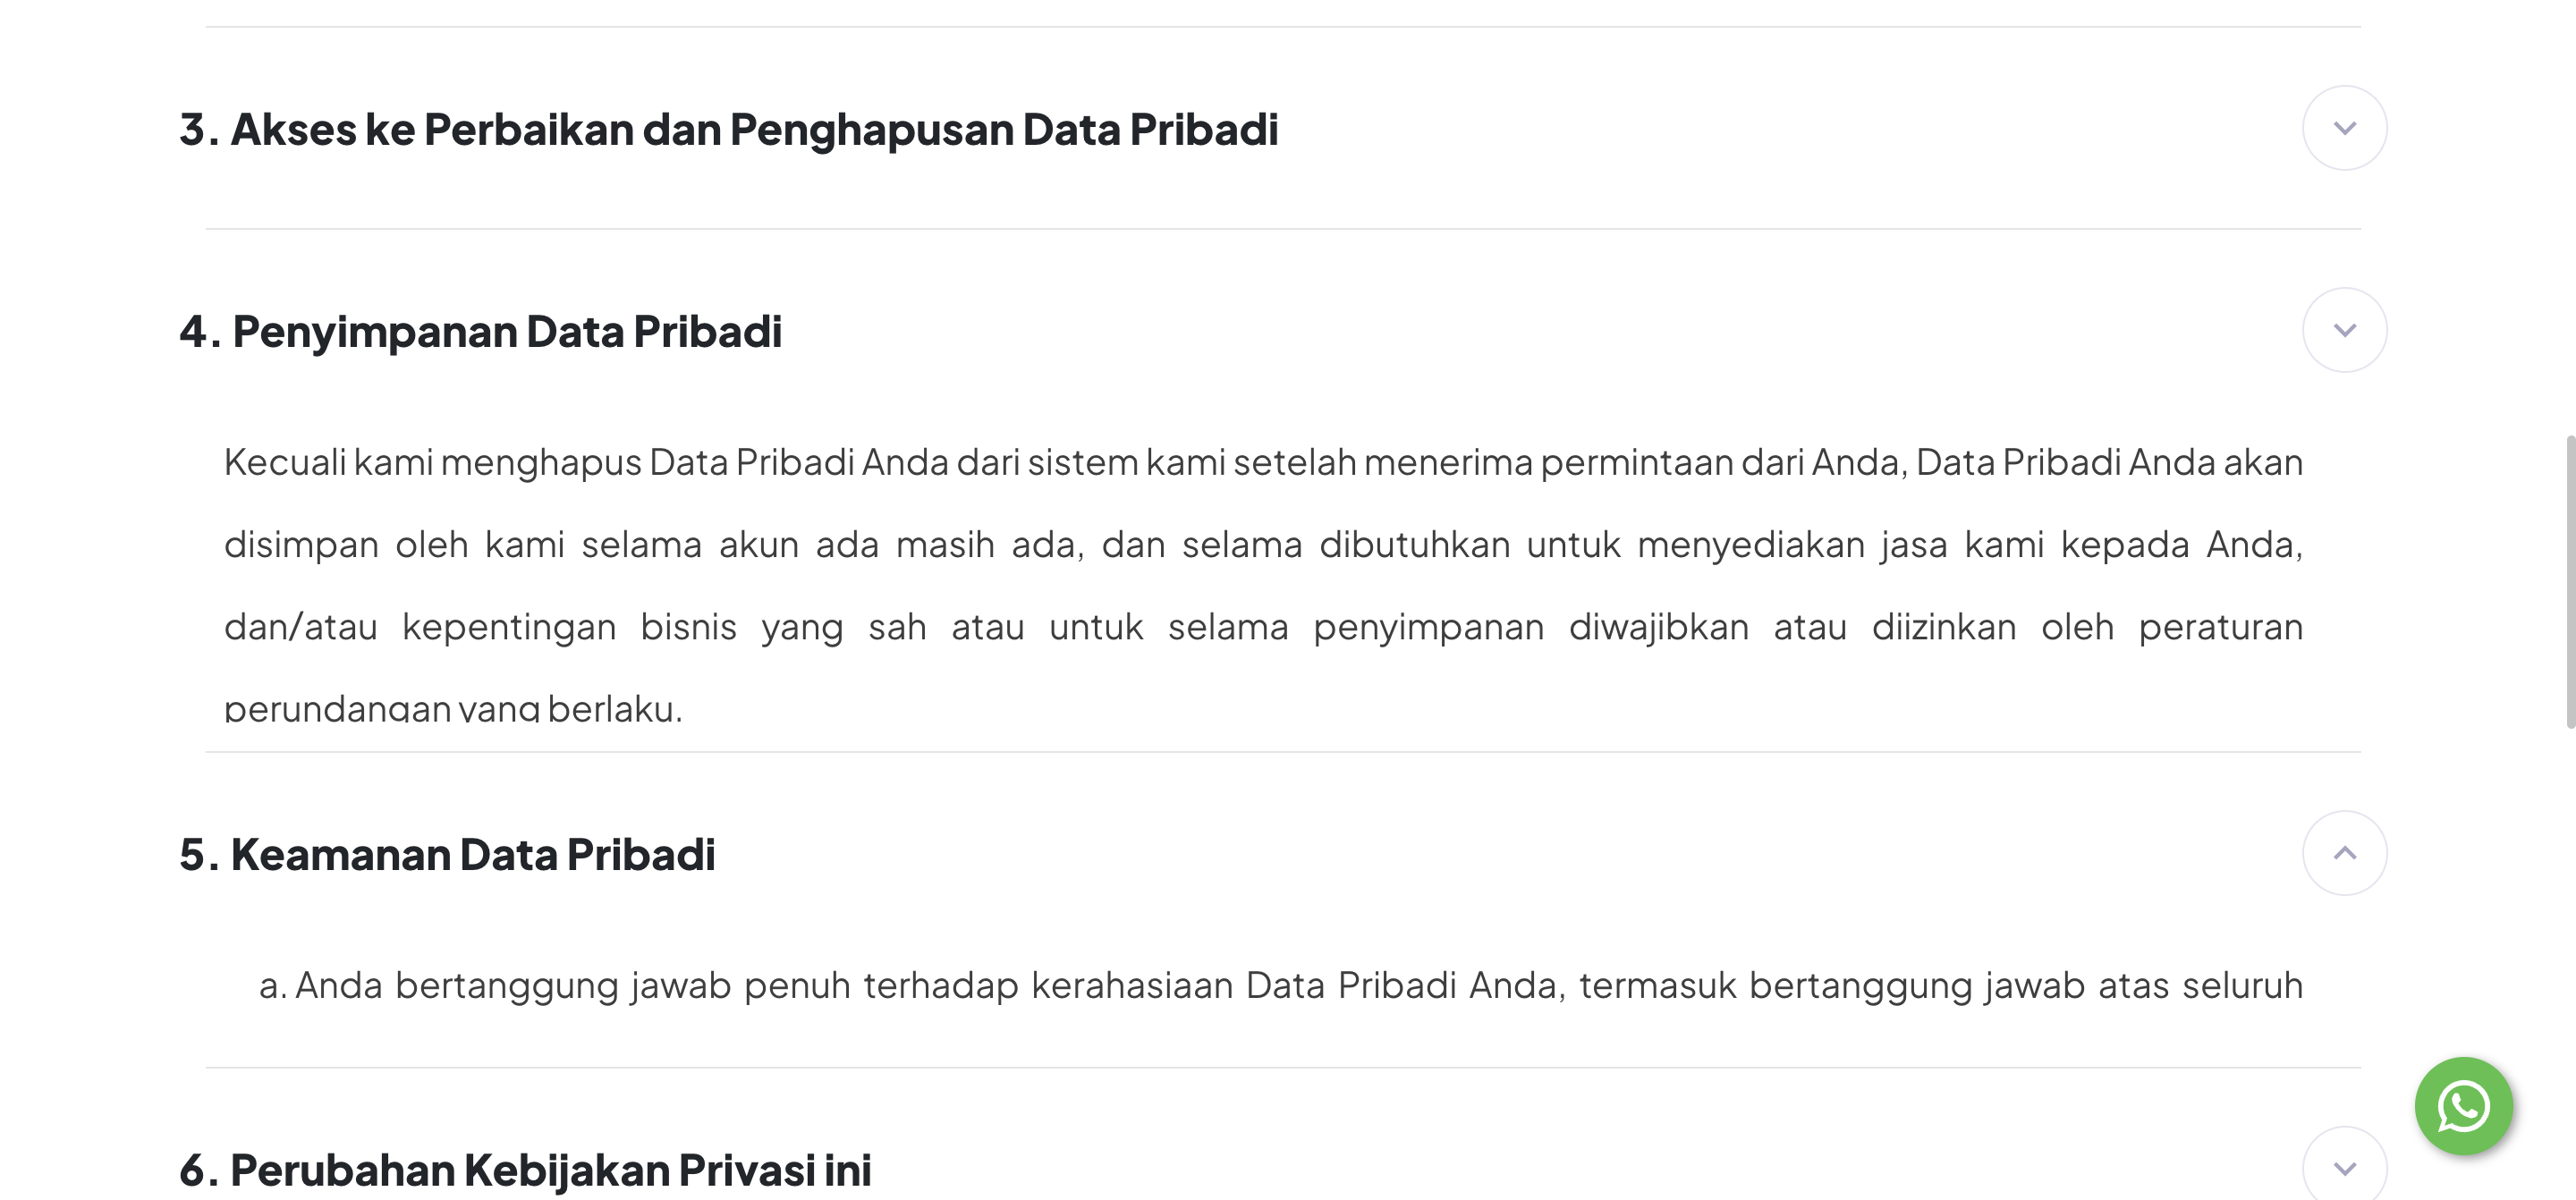 3. Akses ke Perbaikan dan Penghapusan Data Pribadi
4. Penyimpanan Data Pribadi
Kecuali kami menghapus Data Pribadi Anda dari sistem kami setelah menerima permintaan dari Anda, Data Pribadi Anda akan
disimpan oleh kami selama akun ada masih ada, dan selama dibutuhkan untuk menyediakan jasa kami kepada Anda,
dan/atau kepentingan bisnis yang sah atau untuk selama penyimpanan diwajibkan atau diizinkan oleh peraturan
perundangan yang berlaku.
5. Keamanan Data Pribadi
a. Anda bertanggung jawab penuh terhadap kerahasiaan Data Pribadi Anda, termasuk bertanggung jawab atas seluruh
6. Perubahan Kebijakan Privasi ini